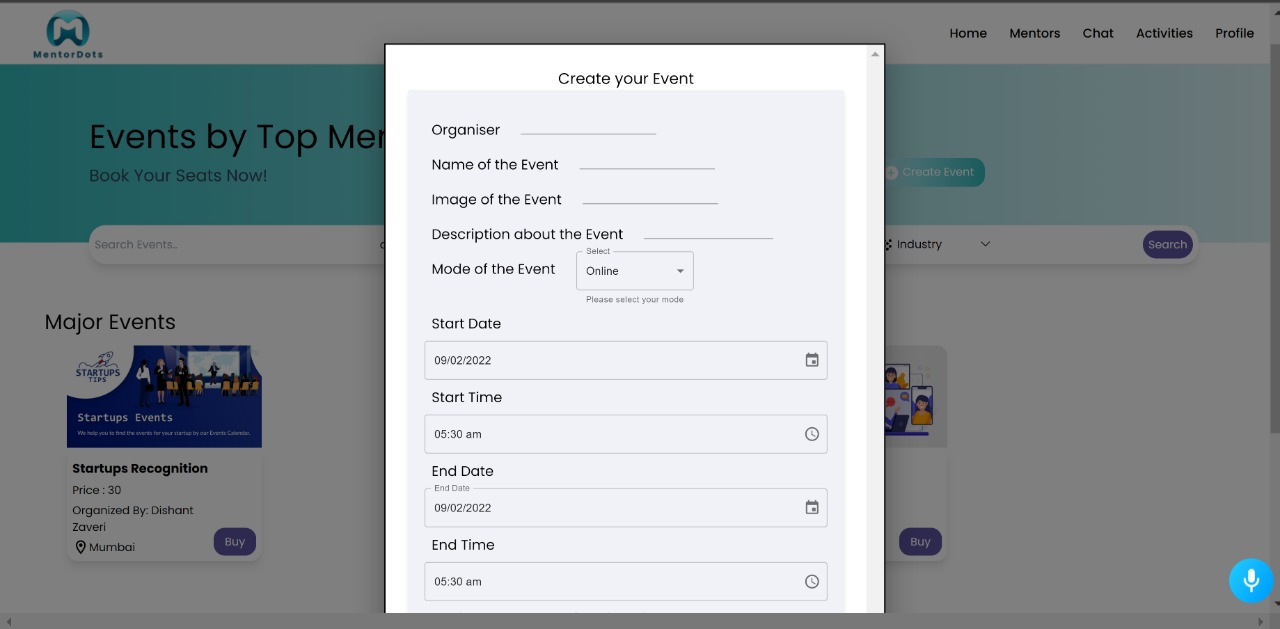 MentorDots
Home Mentors Chat Activities Profile
Create your Event
Events by Top Me
Book Your Seats Now!
Create Event
Search Events..
Industry
Search
Organiser
Name of the Event
Image of the Event
Description about the Event
Mode of the Event
Select
Online
Please select your mode
Start Date
09/02/2022
Start Time
05:30 am
End Date
End Date
09/02/2022
End Time
05:30 am
Major Events
STARTUPS
TIPS
Startups Events
We help you to find the events for your startup by our Events Calender.
Startups Recognition
Price : 30
Organized By: Dishant
Zaveri
Mumbai
Buy
Buy